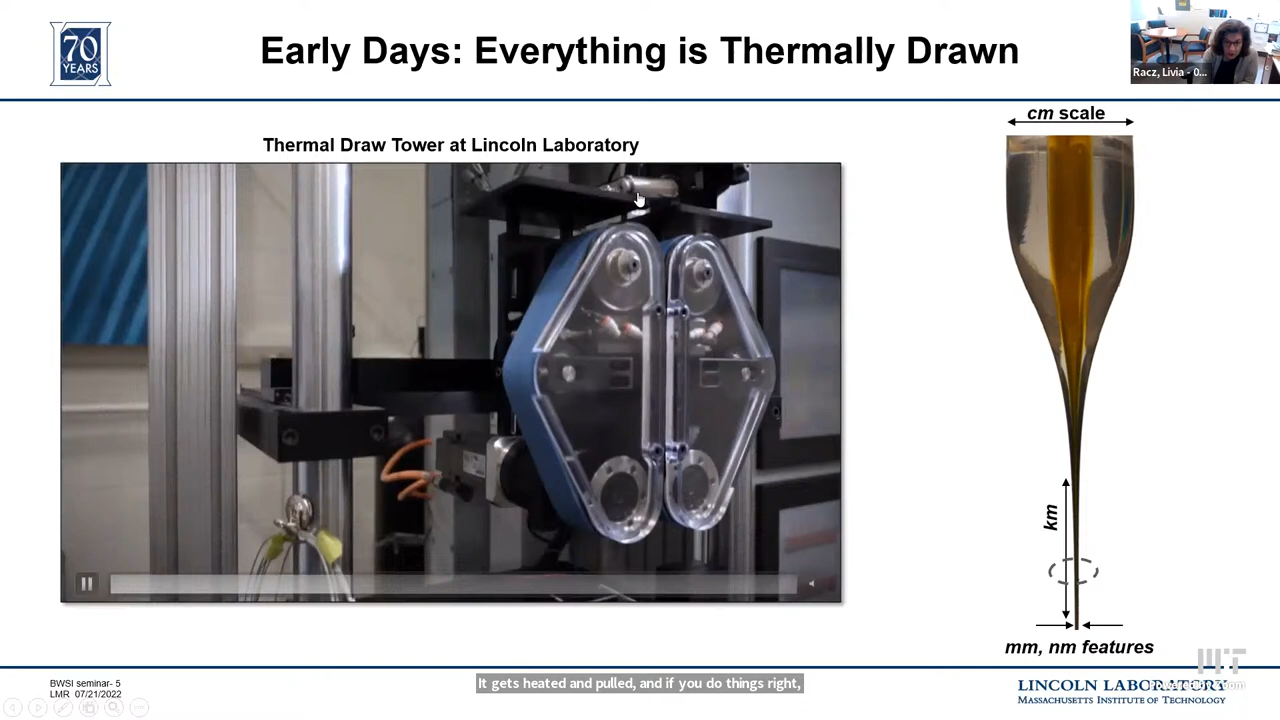 70
YEARS
Early Days: Everything is Thermally Drawn
Racz, Livia - 0...
Thermal Draw Tower at Lincoln Laboratory
cm scale
km
mm, nm features
BWSI seminar- 5
LMR 07/21/2022
It gets heated and pulled, and if you do things right,
MIT
LINCOLN LABORATORY
MASSACHUSETTS INSTITUTE OF TECHNOLOGY